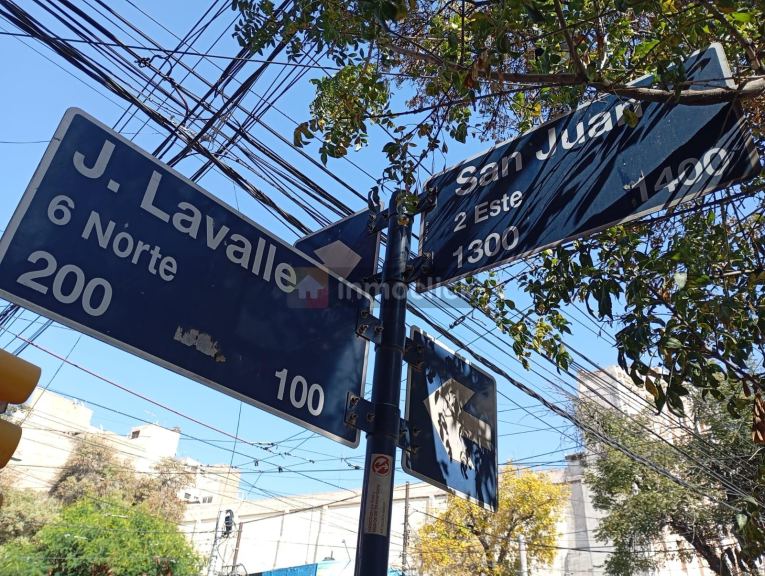 J. Lavalle
6 Norte
200
100
San Juan
2 Este
1300
1400